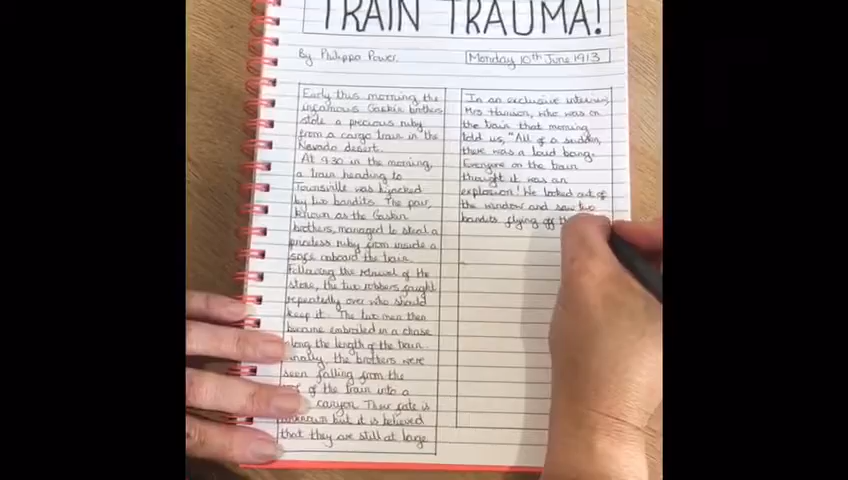 TRAIN TRAUMA!
By Philippa Power.
Monday 10th June 1913
Early this morning the
infamous Gaskin brothers
stole a precious ruby
from a cargo train in the
Nevado desert.
At 9.30 in the morning,
a train heading to
Townsville was hijacked
by two bandits. The pair,
known as the Gaskin
brothers, managed to steal a
priceless ruby from inside a
safe onboard the train.
Following the retrieval of the
stone, the two robbers fought
repeatedly over who should
keep it. The two men then
became embroiled in a chase
along the length of the train.
Finally, the brothers were
seen falling from the
of the train into a
canyon. Their fate is
unknown but it is believed
that they are still at large
In an exclusive interview,
Mrs Hanson, who was on
the train that morning
told us, "All of a sudden,
there was a loud bang.
Everyone on the train
thought it was an
explosion! We looked out of
the window and saw two
bandits flying off